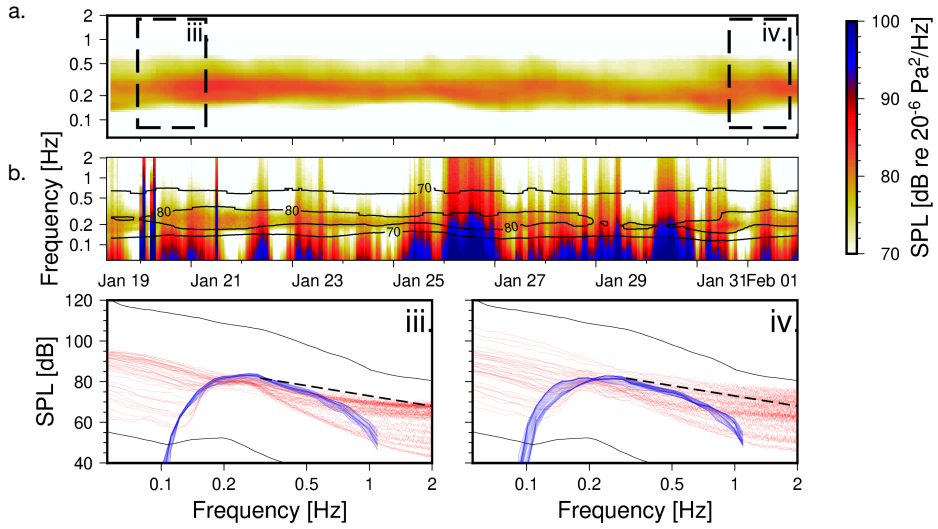 a.
2
1
0.5
0.2
0.1
iii.
iv.
Frequency [Hz]
b.
2
1
0.5
0.2
0.1
70
80
80
70
80
Jan 19
Jan 21
Jan 23
Jan 25
Jan 27
Jan 29
Jan 31
Feb 01
100
90
80
70
SPL [dB re 20⁻⁶ Pa²/Hz]
120
100
80
60
40
SPL [dB]
iii.
0.1
0.2
0.5
1
2
Frequency [Hz]
iv.
0.1
0.2
0.5
1
2
Frequency [Hz]